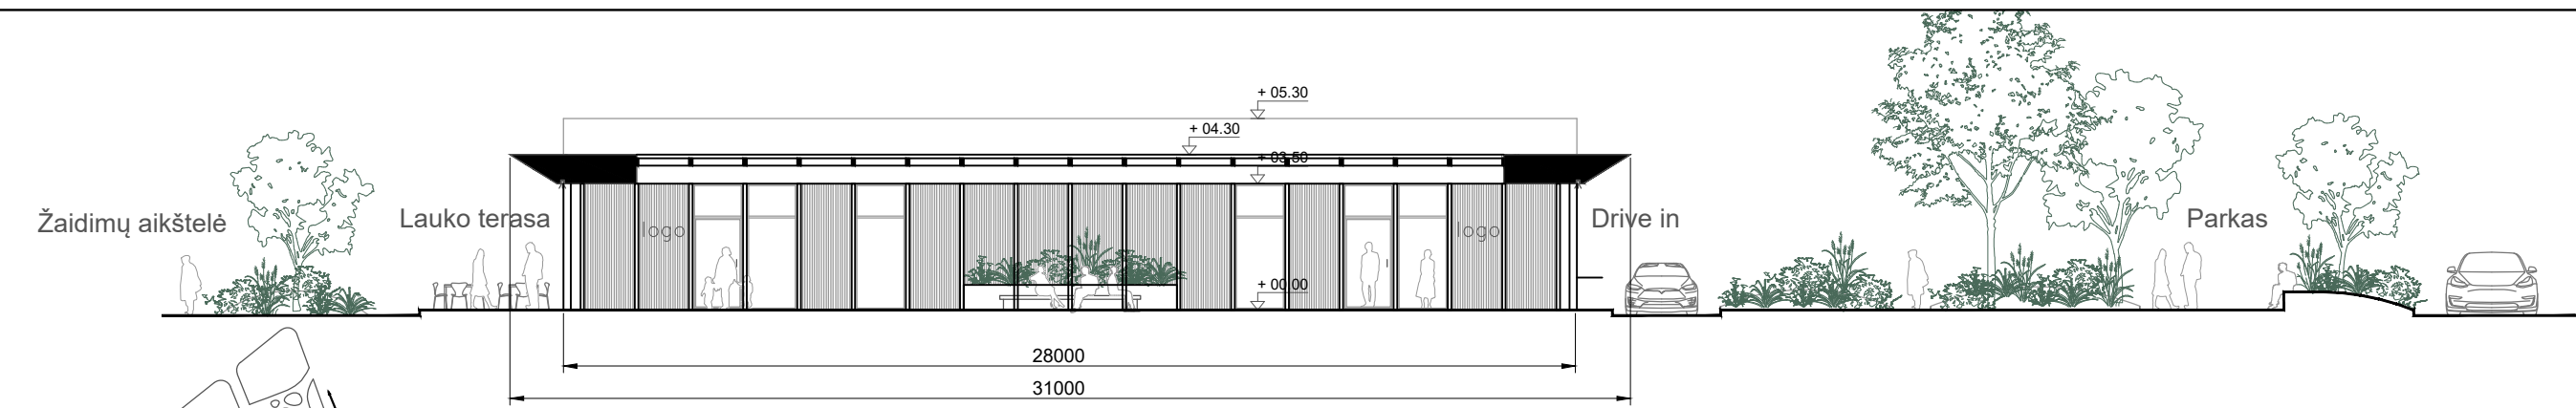 + 05.30
+ 04.30
+ 03.50
Žaidimų aikštelė
Lauko terasa
logo
logo
Drive in
Parkas
+ 00.00
28000
31000